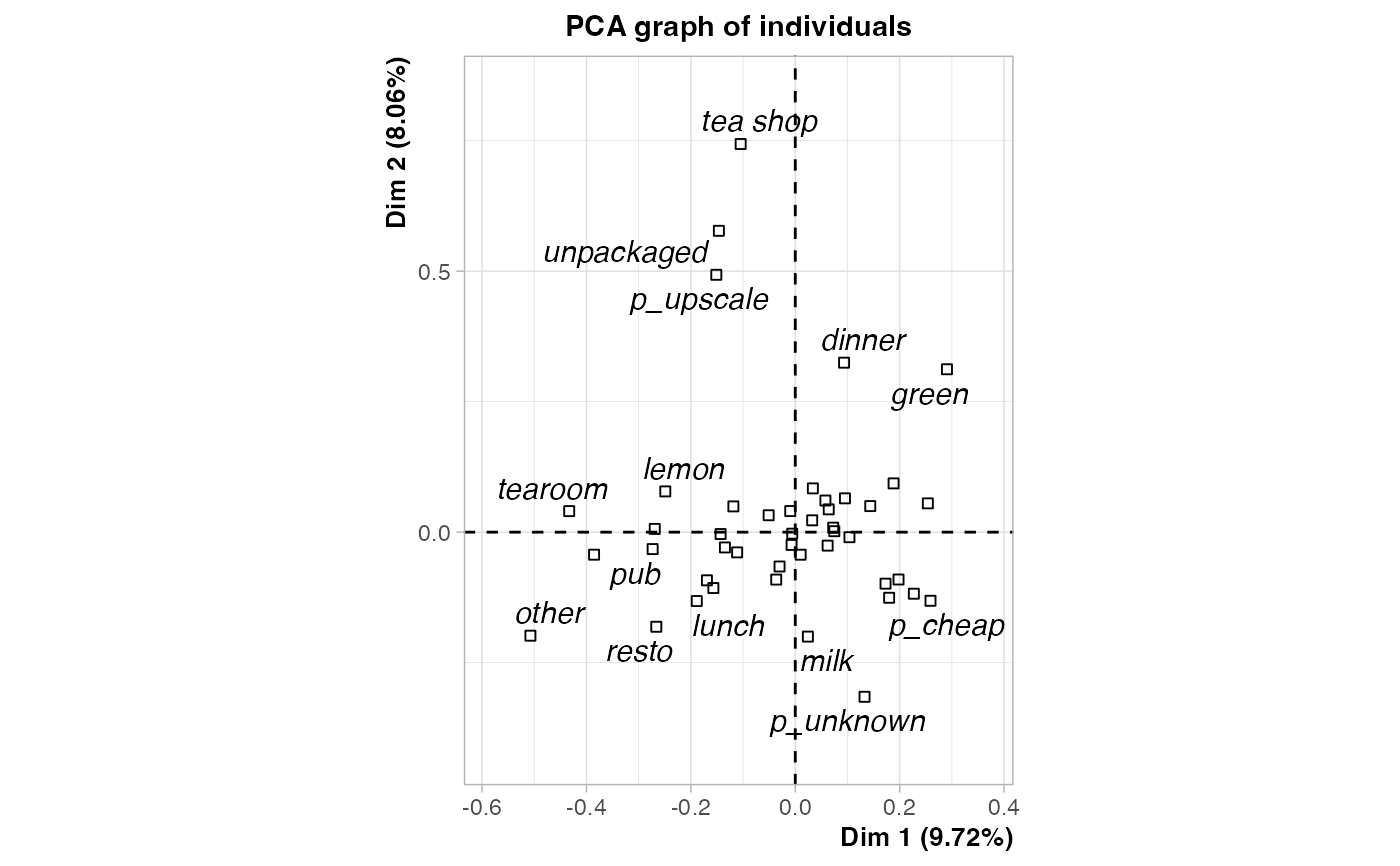 PCA graph of individuals
Dim 2 (8.06%)
tea shop
unpackaged
0.5
p_upscale
dinner
green
lemon
tearoom
0.0
pub
other
lunch
p_cheap
resto
milk
p_unknown
-0.6 -0.4 -0.2 0.0 0.2 0.4
Dim 1 (9.72%)